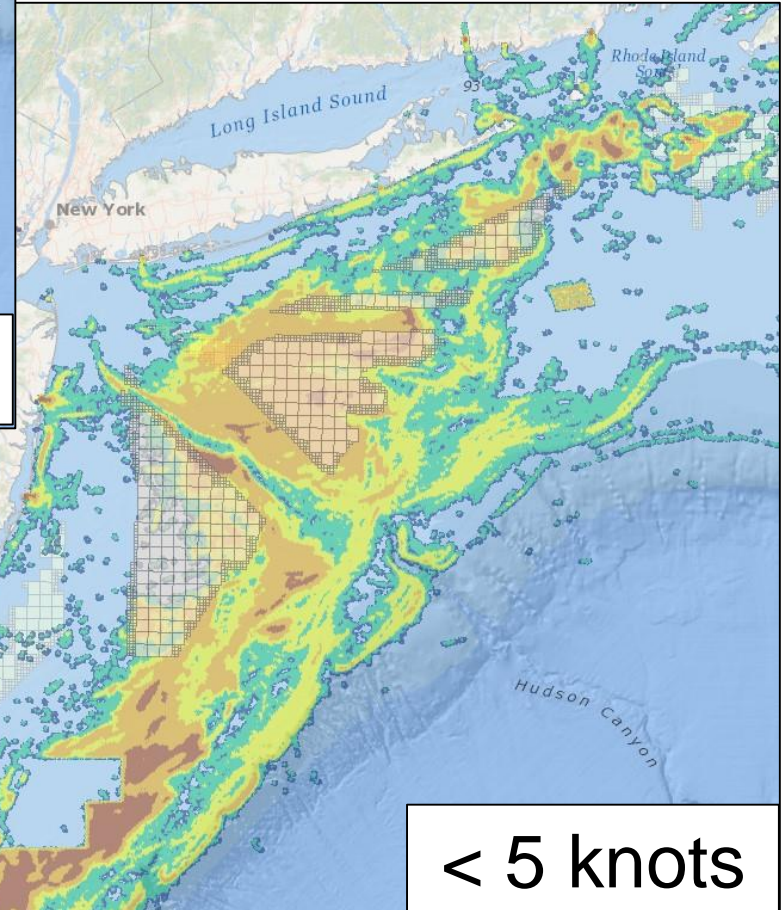 Rhode Island
Sound
93
Long Island Sound
New York
Hudson Canyon
< 5 knots